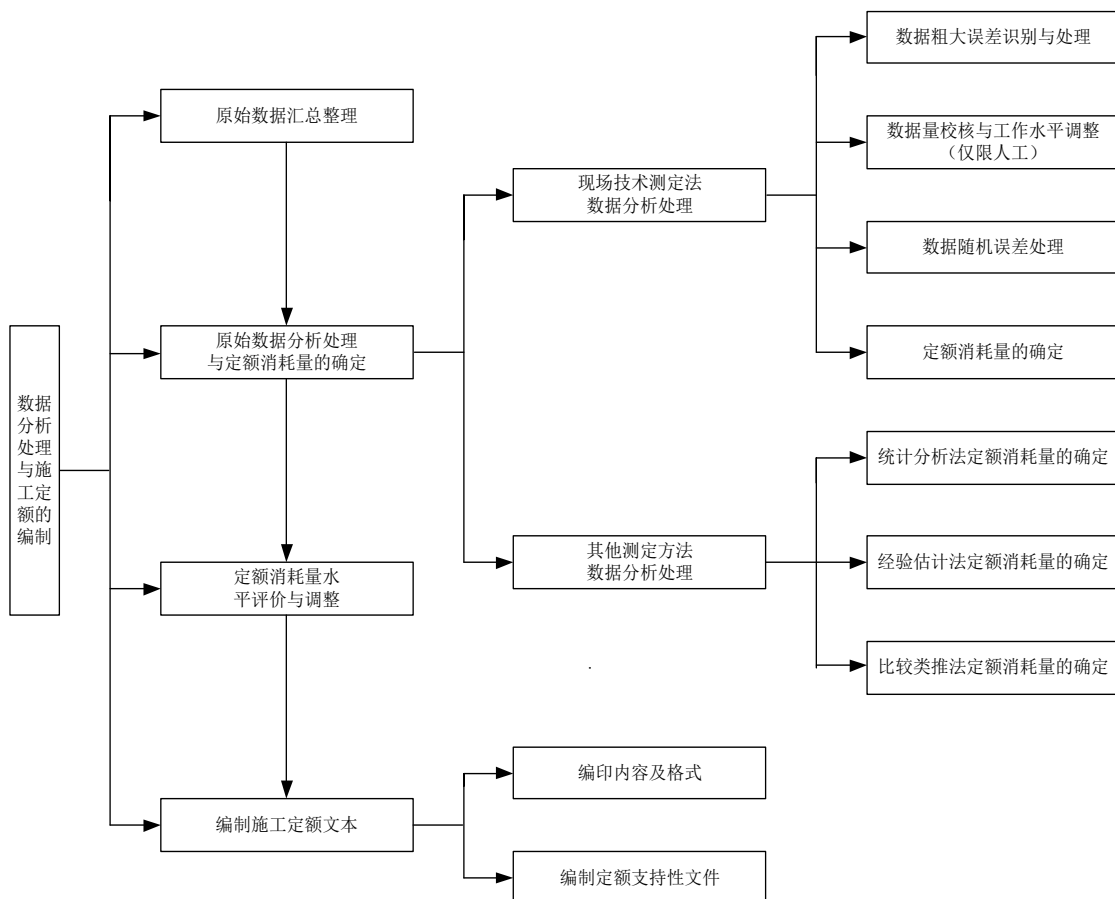 数据
分析
处理
与施
工定
额的
编制
原始数据汇总整理
原始数据分析处理
与定额消耗量的确定
定额消耗量水
平评价与调整
编制施工定额文本
现场技术测定法
数据分析处理
其他测定方法
数据分析处理
编印内容及格式
编制定额支持性文件
数据粗大误差识别与处理
数据量校核与工作水平调整
（仅限人工）
数据随机误差处理
定额消耗量的确定
统计分析法定额消耗量的确定
经验估计法定额消耗量的确定
比较类推法定额消耗量的确定